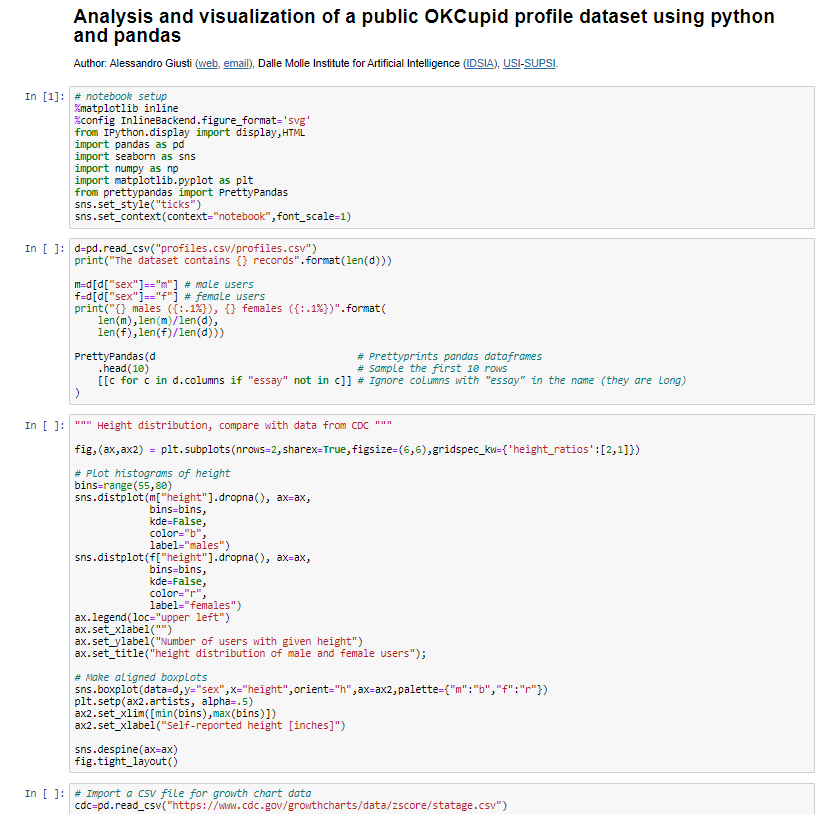 Analysis and visualization of a public OKCupid profile dataset using python
and pandas
Author: Alessandro Giusti (web, email), Dalle Molle Institute for Artificial Intelligence (IDSIA), USI-SUPSI.
In [1]: # notebook setup
%matplotlib inline
%config InlineBackend.figure_format='svg'
from IPython.display import display,HTML
import pandas as pd
import seaborn as sns
import numpy as np
import matplotlib.pyplot as plt
from prettypandas import PrettyPandas
sns.set_style("ticks")
sns.set_context(context="notebook",font_scale=1)
In [ ]: d=pd.read_csv("profiles.csv/profiles.csv")
print("The dataset contains {} records".format(len(d)))
m=d[d["sex"]=="m"] # male users
f=d[d["sex"]=="f"] # female users
print("{} males ({:.1%}), {} females ({:.1%})".format(
    len(m),len(m)/len(d),
    len(f),len(f)/len(d)))
PrettyPandas(d                                  # Prettyprints pandas dataframes
    .head(10)                                   # Sample the first 10 rows
    [[c for c in d.columns if "essay" not in c]] # Ignore columns with "essay" in the name (they are long)
)
In [ ]: """ Height distribution, compare with data from CDC """
fig,(ax,ax2) = plt.subplots(nrows=2,sharex=True,figsize=(6,6),gridspec_kw={'height_ratios':[2,1]})
# Plot histograms of height
bins=range(55,80)
sns.distplot(m["height"].dropna(), ax=ax,
             bins=bins,
             kde=False,
             color="b",
             label="males")
sns.distplot(f["height"].dropna(), ax=ax,
             bins=bins,
             kde=False,
             color="r",
             label="females")
ax.legend(loc="upper left")
ax.set_xlabel("")
ax.set_ylabel("Number of users with given height")
ax.set_title("height distribution of male and female users");
# Make aligned boxplots
sns.boxplot(data=d,y="sex",x="height",orient="h",ax=ax2,palette={"m":"b","f":"r"})
plt.setp(ax2.artists, alpha=.5)
ax2.set_xlim([min(bins),max(bins)])
ax2.set_xlabel("Self-reported height [inches]")
sns.despine(ax=ax)
fig.tight_layout()
In [ ]: # Import a CSV file for growth chart data
cdc=pd.read_csv("https://www.cdc.gov/growthcharts/data/zscore/statage.csv")